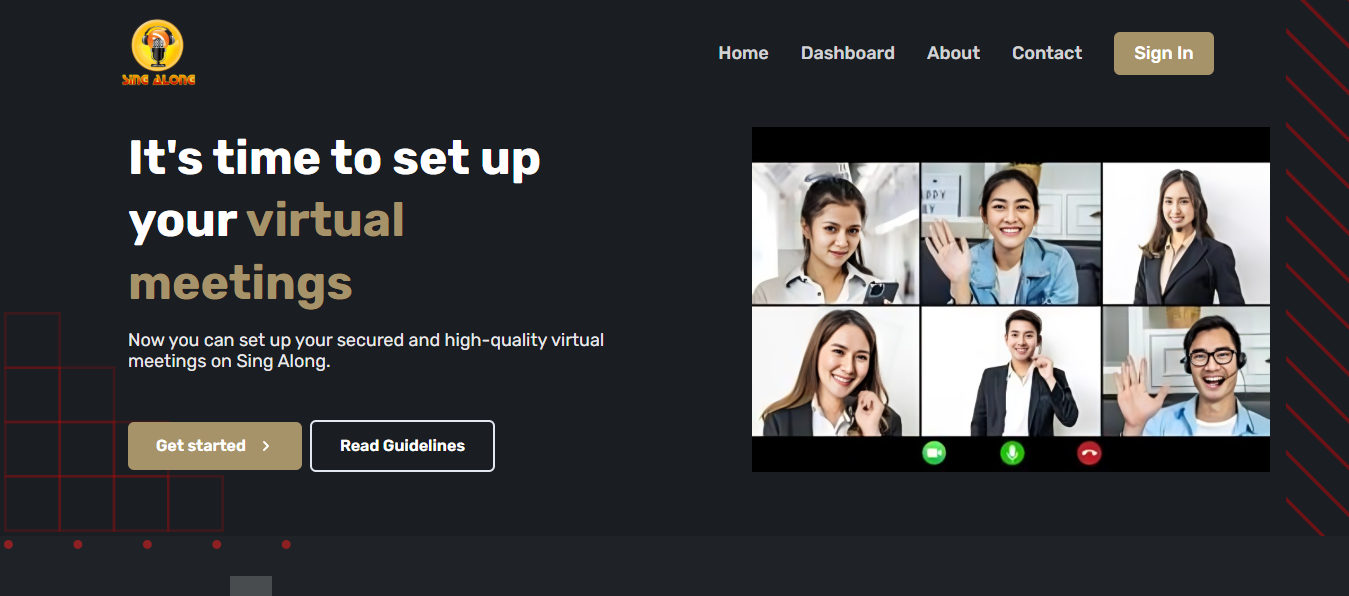 SING ALONG
Home Dashboard About Contact Sign In
It's time to set up
your virtual
meetings
Now you can set up your secured and high-quality virtual
meetings on Sing Along.
Get started
Read Guidelines